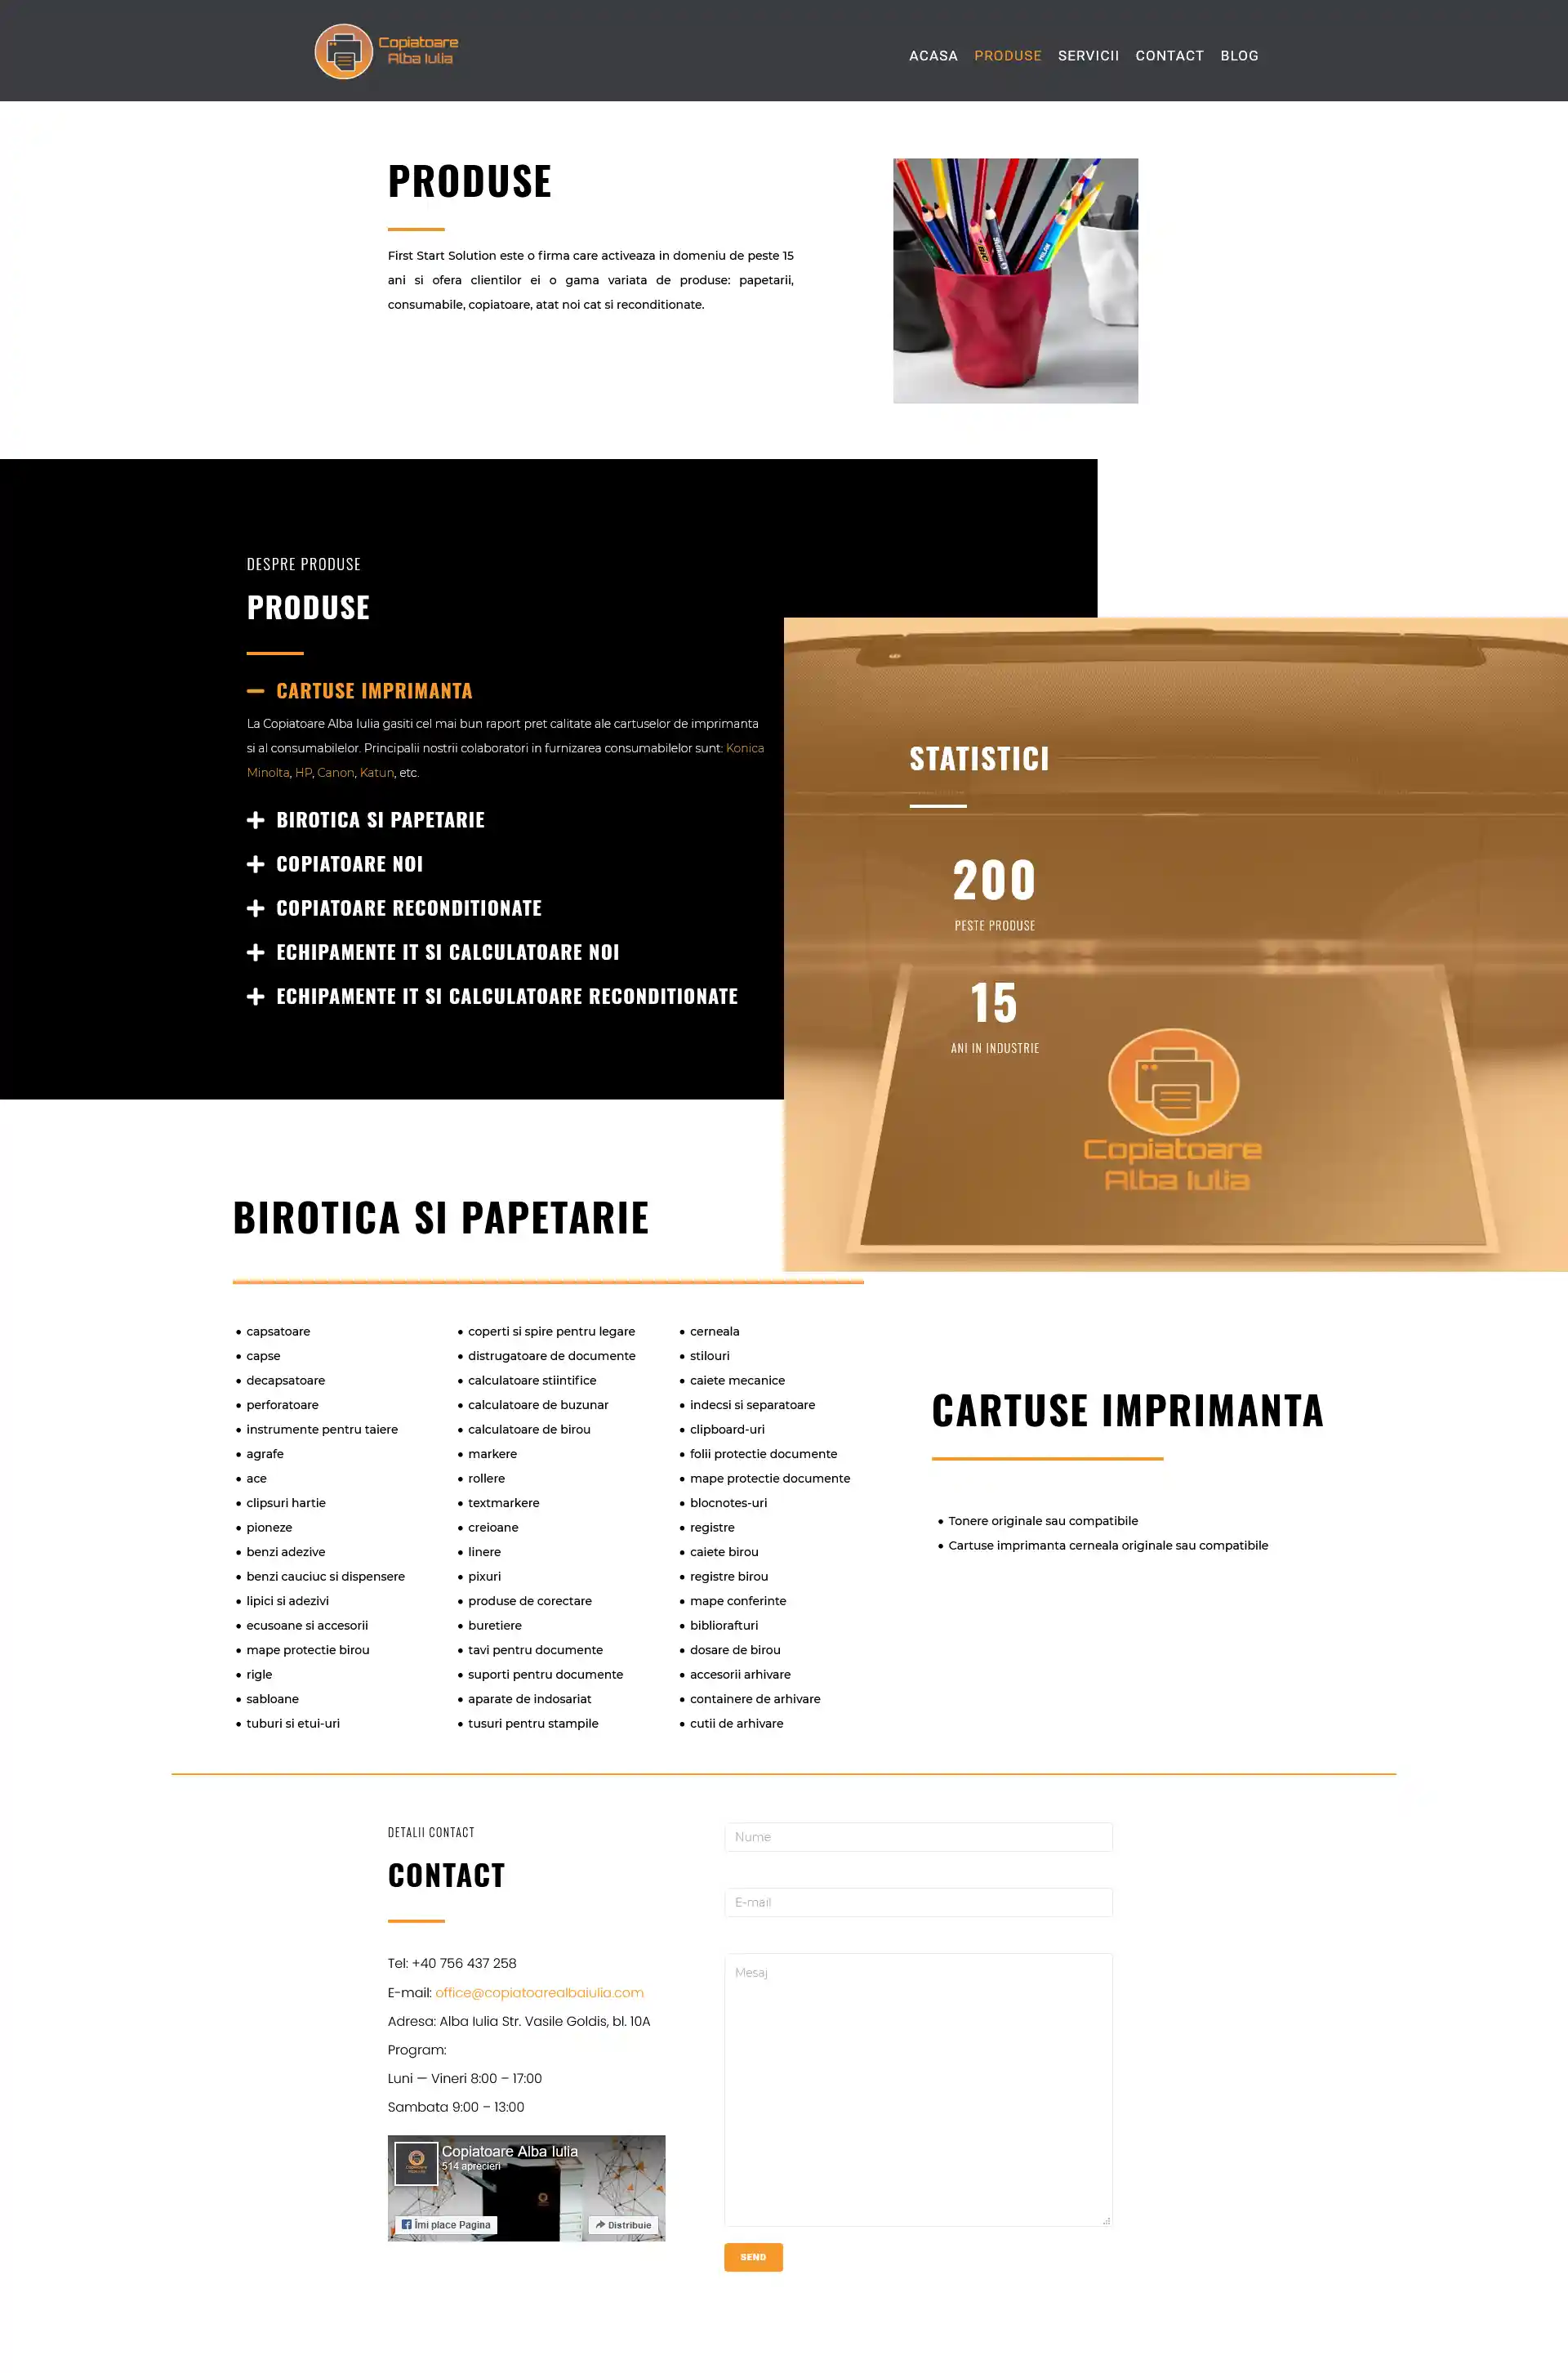 Copiatoare
Alba Iulia
ACASA PRODUSE SERVICII CONTACT BLOG
PRODUSE
First Start Solution este o firma care activeaza in domeniu de peste 15
ani si ofera clientilor ei o gama variata de produse: papetarii,
consumabile, copiatoare, atat noi cat si reconditionate.
BIC
DESPRE PRODUSE
PRODUSE
CARTUSE IMPRIMANTA
La Copiatoare Alba Iulia gasiti cel mai bun raport pret calitate ale cartuselor de imprimanta
si al consumabilelor. Principalii nostrii colaboratori in furnizarea consumabilelor sunt: Konica
Minolta, HP, Canon, Katun, etc.
BIROTICA SI PAPETARIE
COPIATOARE NOI
COPIATOARE RECONDITIONATE
ECHIPAMENTE IT SI CALCULATOARE NOI
ECHIPAMENTE IT SI CALCULATOARE RECONDITIONATE
STATISTICI
200
PESTE PRODUSE
15
ANI IN INDUSTRIE
Copiatoare
Alba Iulia
BIROTICA SI PAPETARIE
capsatoare
capse
decapsatoare
perforatoare
instrumente pentru taiere
agrafe
ace
clipsuri hartie
pioneze
benzi adezive
benzi cauciuc si dispensere
lipici si adezivi
ecusoane si accesorii
mape protectie birou
rigle
sabloane
tuburi si etui-uri
coperti si spire pentru legare
distrugatoare de documente
calculatoare stiintifice
calculatoare de buzunar
calculatoare de birou
markere
rollere
textmarkere
creioane
linere
pixuri
produse de corectare
buretiere
tavi pentru documente
suporti pentru documente
aparate de indosariat
tusuri pentru stampile
cerneala
stilouri
caiete mecanice
indecsi si separatoare
clipboard-uri
folii protectie documente
mape protectie documente
blocnotes-uri
registre
caiete birou
registre birou
mape conferinte
bibliorafturi
dosare de birou
accesorii arhivare
containere de arhivare
cutii de arhivare
CARTUSE IMPRIMANTA
Tonere originale sau compatibile
Cartuse imprimanta cerneala originale sau compatibile
DETALII CONTACT
CONTACT
Tel: +40 756 437 258
E-mail: office@copiatoarealbaiulia.com
Adresa: Alba Iulia Str. Vasile Goldis, bl. 10A
Program:
Luni — Vineri 8:00 – 17:00
Sambata 9:00 – 13:00
Copiatoare Alba Iulia
514 aprecieri
Îmi place Pagina
Distribuie
Nume
E-mail
Mesaj
SEND